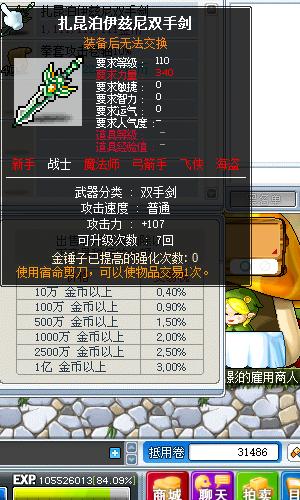 扎昆泊伊兹尼双手剑
装备后无法交换
要求等级 : 110
要求力量 : 340
要求敏捷 : 0
要求智力 : 0
要求运气 : 0
要求人气度 : -
道具等级 : -
道具经验值 : -
新手 战士 魔法师 弓箭手 飞侠 海盗
武器分类 : 双手剑
攻击速度 : 普通
攻击力 : +107
可升级次数 : 7回
金锤子已提高的强化次数: 0
使用宿命剪刀，可以使物品交易1次。
10万 金币以上 0,40%
100万 金币以上 0,90%
500万 金币以上 1,50%
1000万 金币以上 2,00%
2500万 金币以上 2,50%
1亿 金币以上 3,00%
的雇用商人
抵用卷 31486
EXP. 105526013[84.09%]
商城 聊天 拍卖